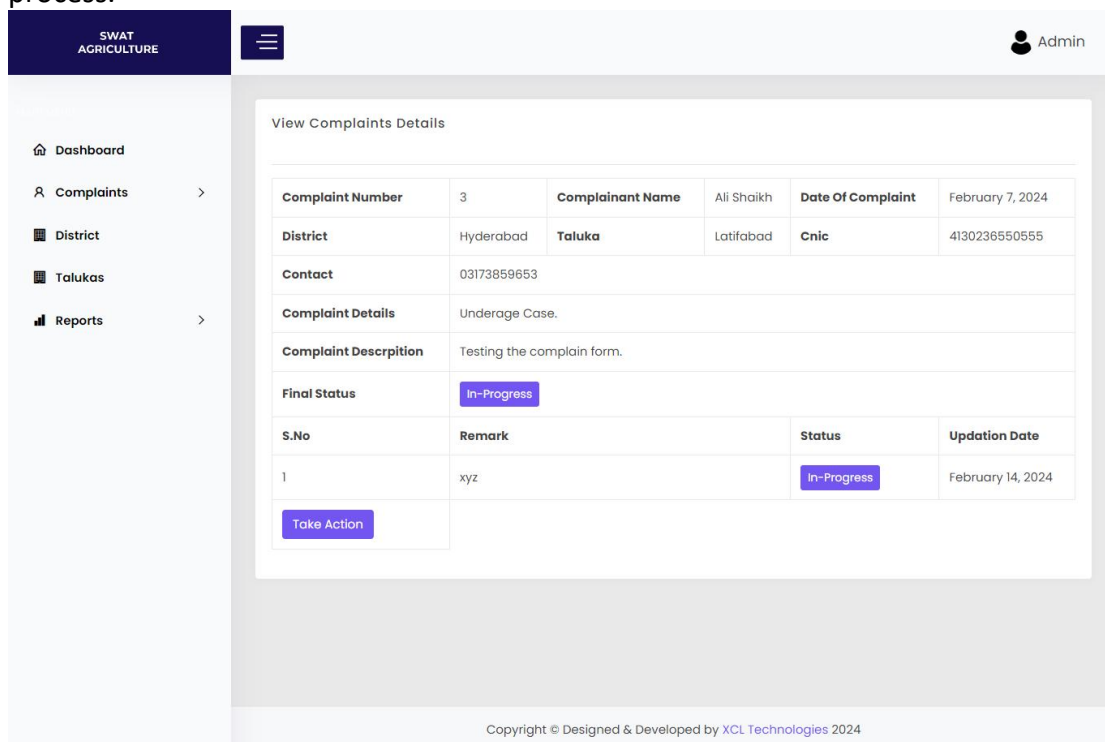 process.
SWAT
AGRICULTURE
Admin
Dashboard
Complaints
District
Talukas
Reports
View Complaints Details
Complaint Number 3 Complainant Name Ali Shaikh Date Of Complaint February 7, 2024
District Hyderabad Taluka Latifabad Cnic 4130236550555
Contact 03173859653
Complaint Details Underage Case.
Complaint Descrpition Testing the complain form.
Final Status In-Progress
S.No Remark Status Updation Date
1 xyz In-Progress February 14, 2024
Take Action
Copyright © Designed & Developed by XCL Technologies 2024